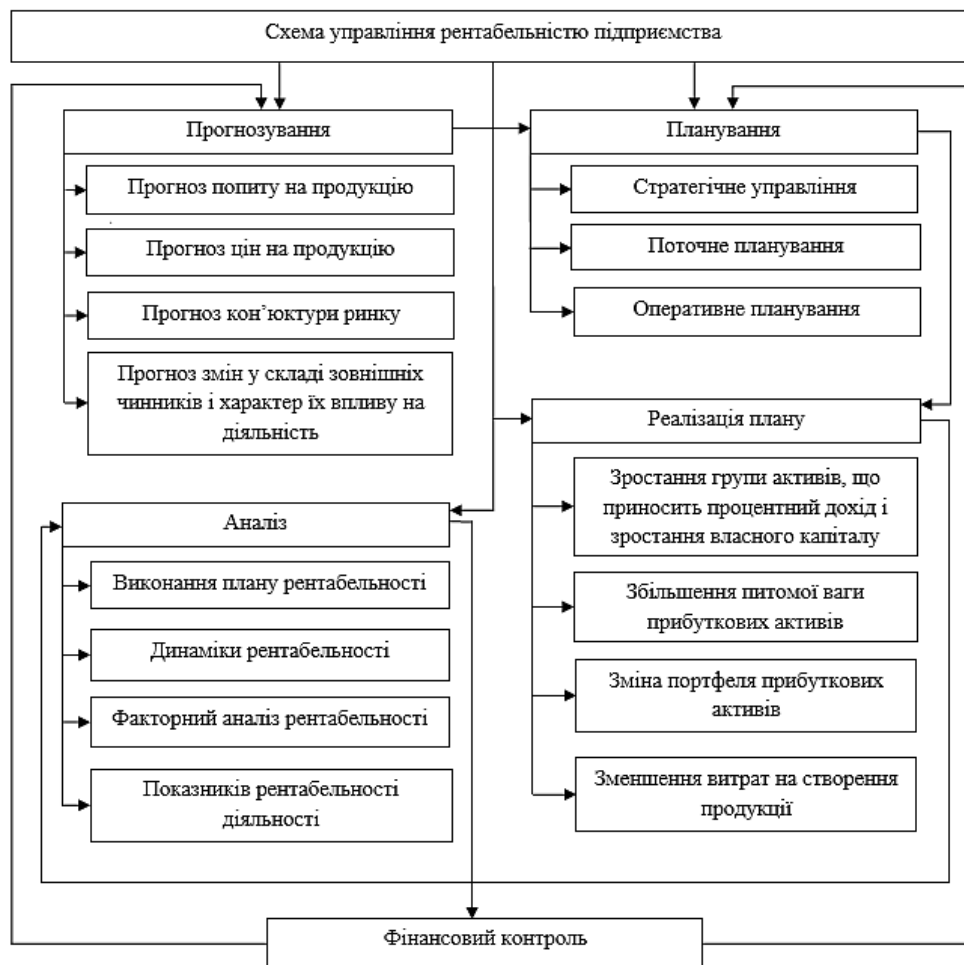 Схема управління рентабельністю підприємства
Прогнозування
Прогноз попиту на продукцію
Прогноз цін на продукцію
Прогноз кон’юктури ринку
Прогноз змін у складі зовнішніх
чинників і характер їх впливу на
діяльність
Планування
Стратегічне управління
Поточне планування
Оперативне планування
Реалізація плану
Зростання групи активів, що
приносить процентний дохід і
зростання власного капіталу
Збільшення питомої ваги
прибуткових активів
Зміна портфеля прибуткових
активів
Зменшення витрат на створення
продукції
Аналіз
Виконання плану рентабельності
Динаміки рентабельності
Факторний аналіз рентабельності
Показників рентабельності
діяльності
Фінансовий контроль